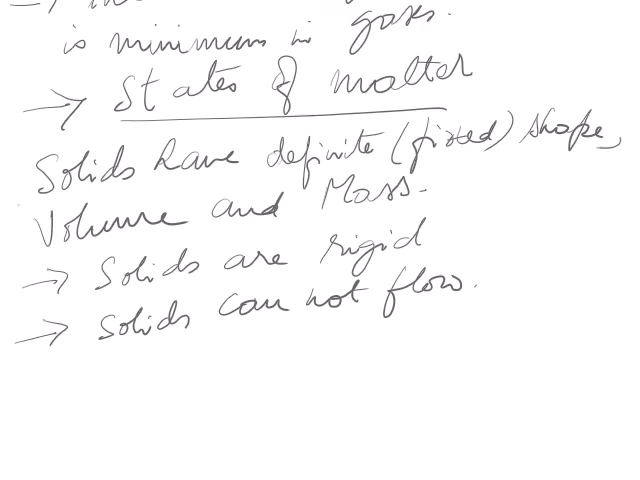 →
is minimum in gases.
→ States of matter
Solids have definite (fixed) shape,
Volume and Mass.
→ Solids are rigid
→ Solids can not flow.